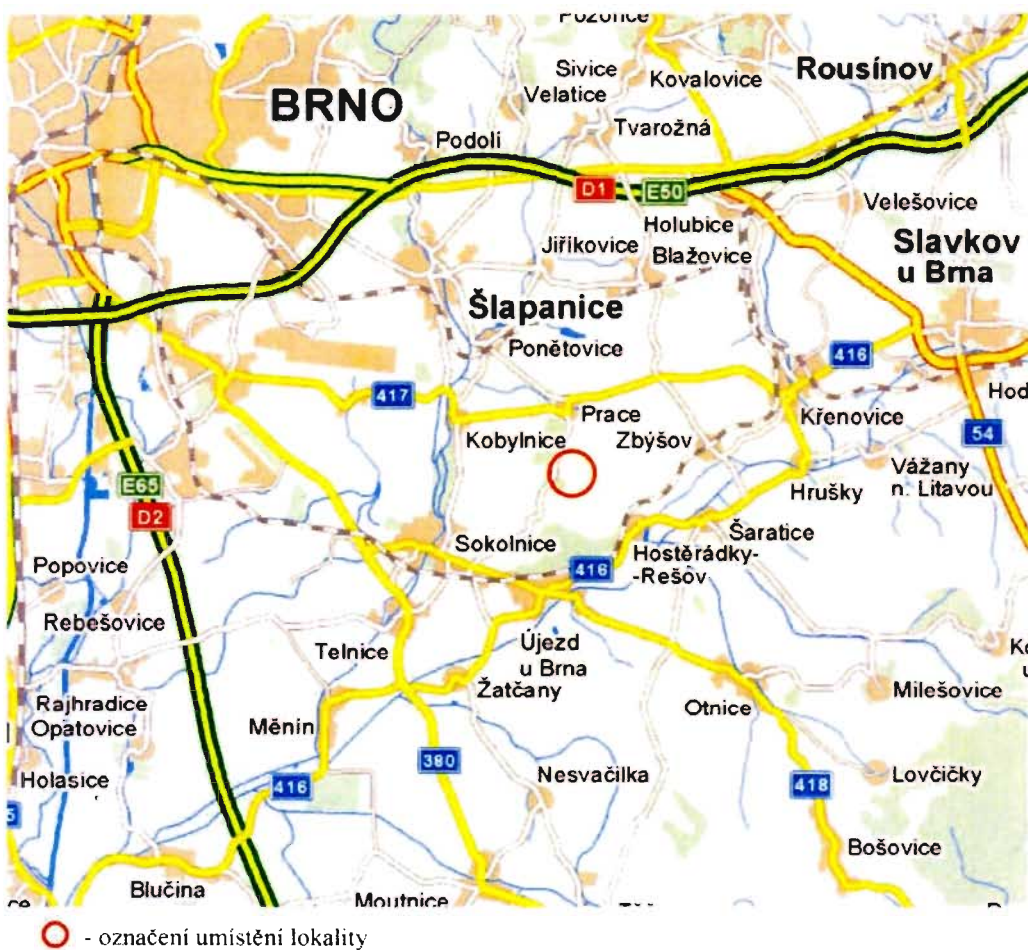 Pozořice
Sivice
Velatice
Kovalovice
Rousínov
BRNO
Tvarožná
Podolí
D1
E50
Velešovice
Holubice
Jiříkovice
Blažovice
Slavkov
u Brna
Šlapanice
Ponětovice
416
417
Prace
Hod
Kobylnice
Zbýšov
Křenovice
54
Vážany
n. Litavou
Hrušky
E65
D2
Šaratice
Sokolnice
Hostěrádky-
-Rešov
416
Popovice
Rebešovice
Telnice
Újezd
u Brna
Žatčany
Otnice
Milešovice
Rajhradice
Opatovice
Měnín
380
Nesvačilka
Holasice
416
418
Lovčičky
5
Bošovice
Blučina
Moutnice
- označení umístění lokality